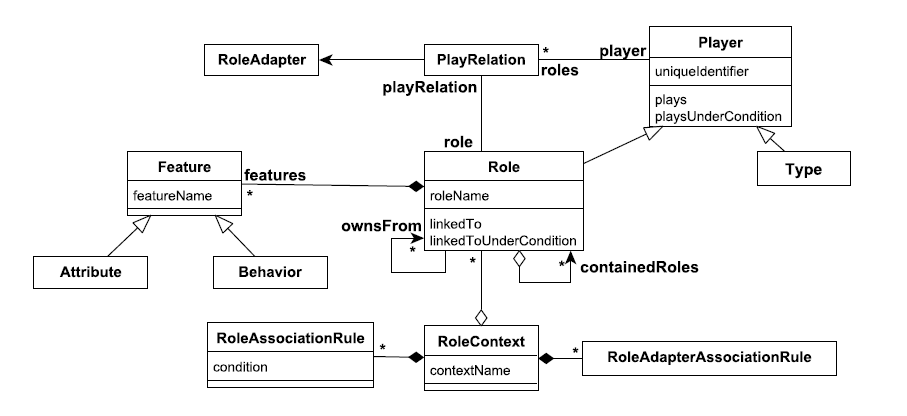 Player
RoleAdapter
PlayRelation
*
roles
player
uniqueIdentifier
playRelation
plays
playsUnderCondition
role
Feature
features
*
Role
Type
featureName
roleName
ownsFrom
*
linkedTo
linkedToUnderCondition
Attribute
Behavior
*
*
containedRoles
RoleAssociationRule
*
RoleContext
*
RoleAdapterAssociationRule
condition
contextName